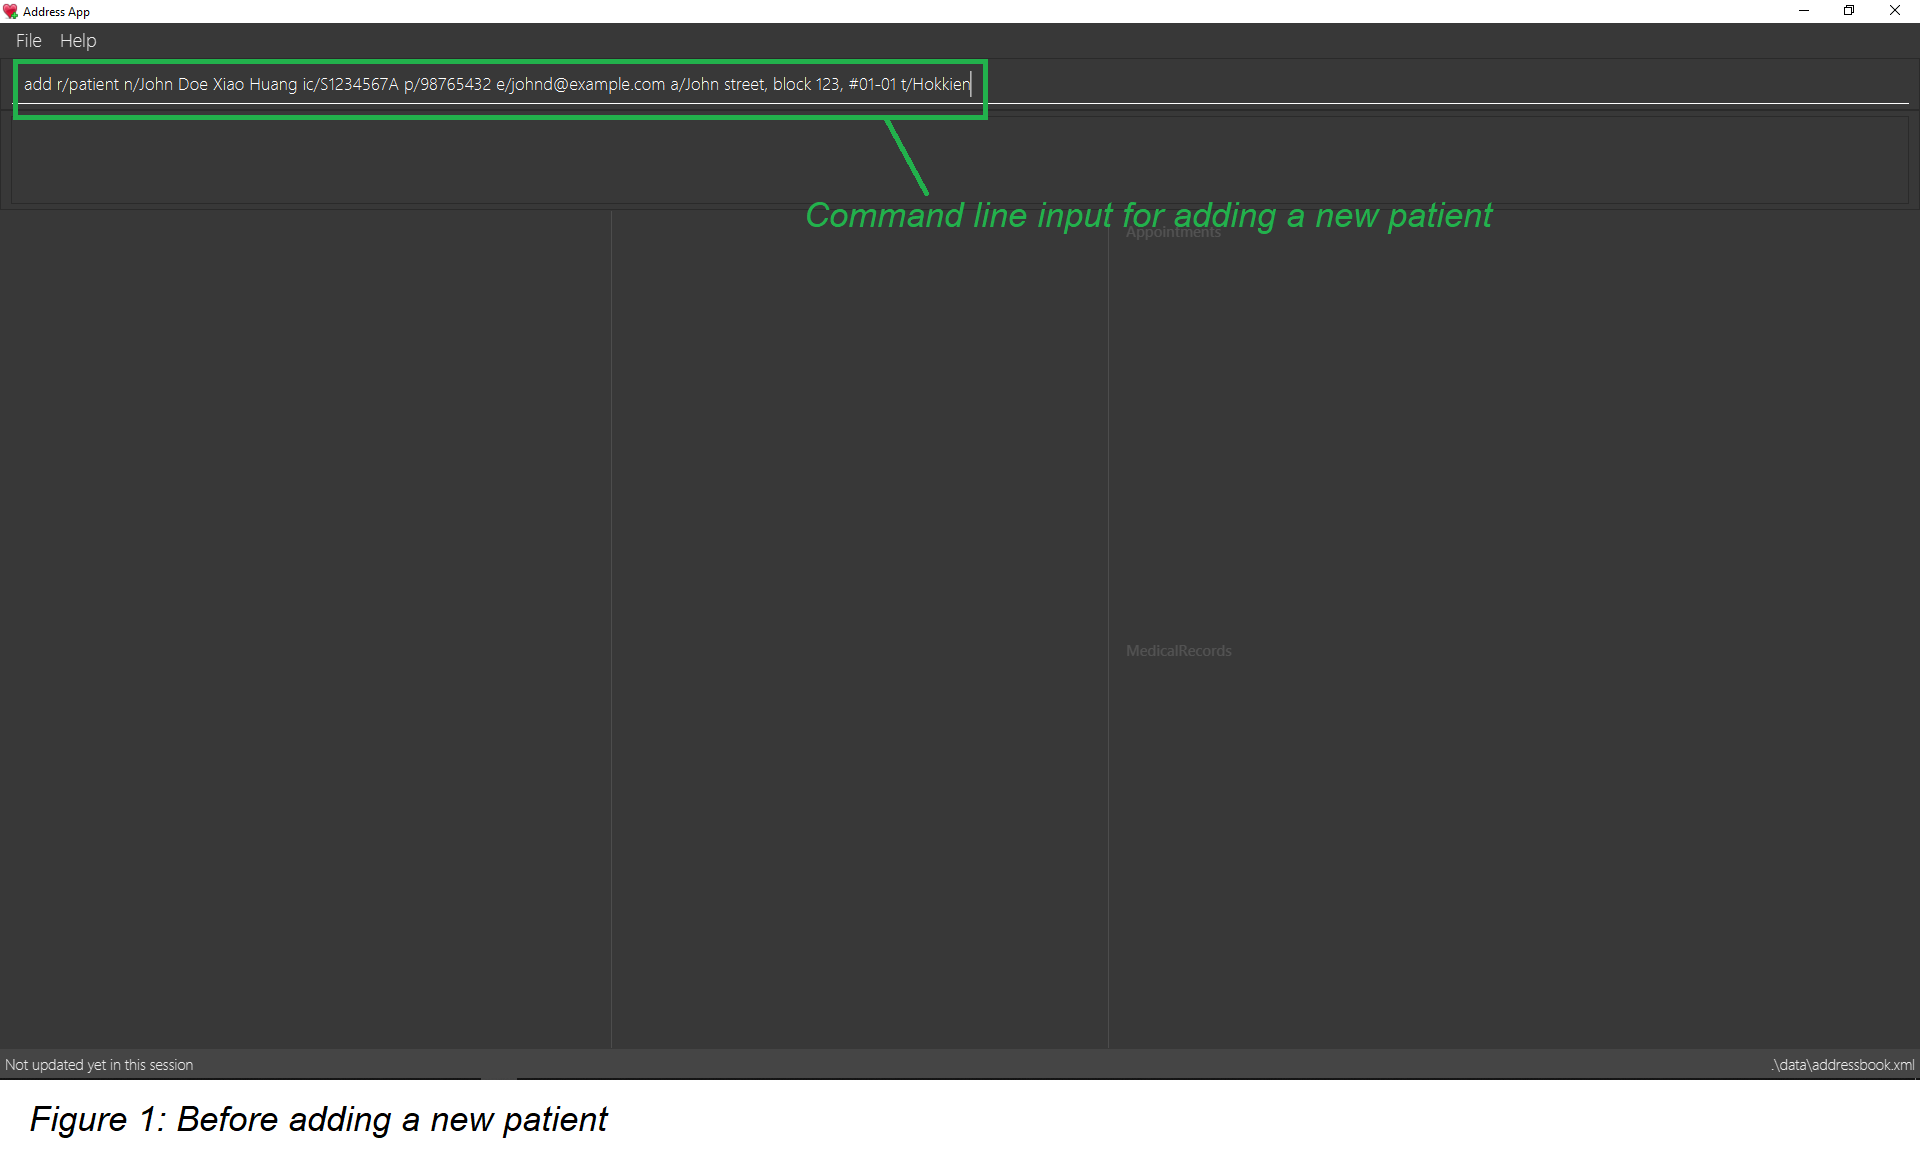 Address App
File Help
add r/patient n/John Doe Xiao Huang ic/S1234567A p/98765432 e/johnd@example.com a/John street, block 123, #01-01 t/Hokkien
Command line input for adding a new patient
Appointments
MedicalRecords
Not updated yet in this session
.\data\addressbook.xml
Figure 1: Before adding a new patient